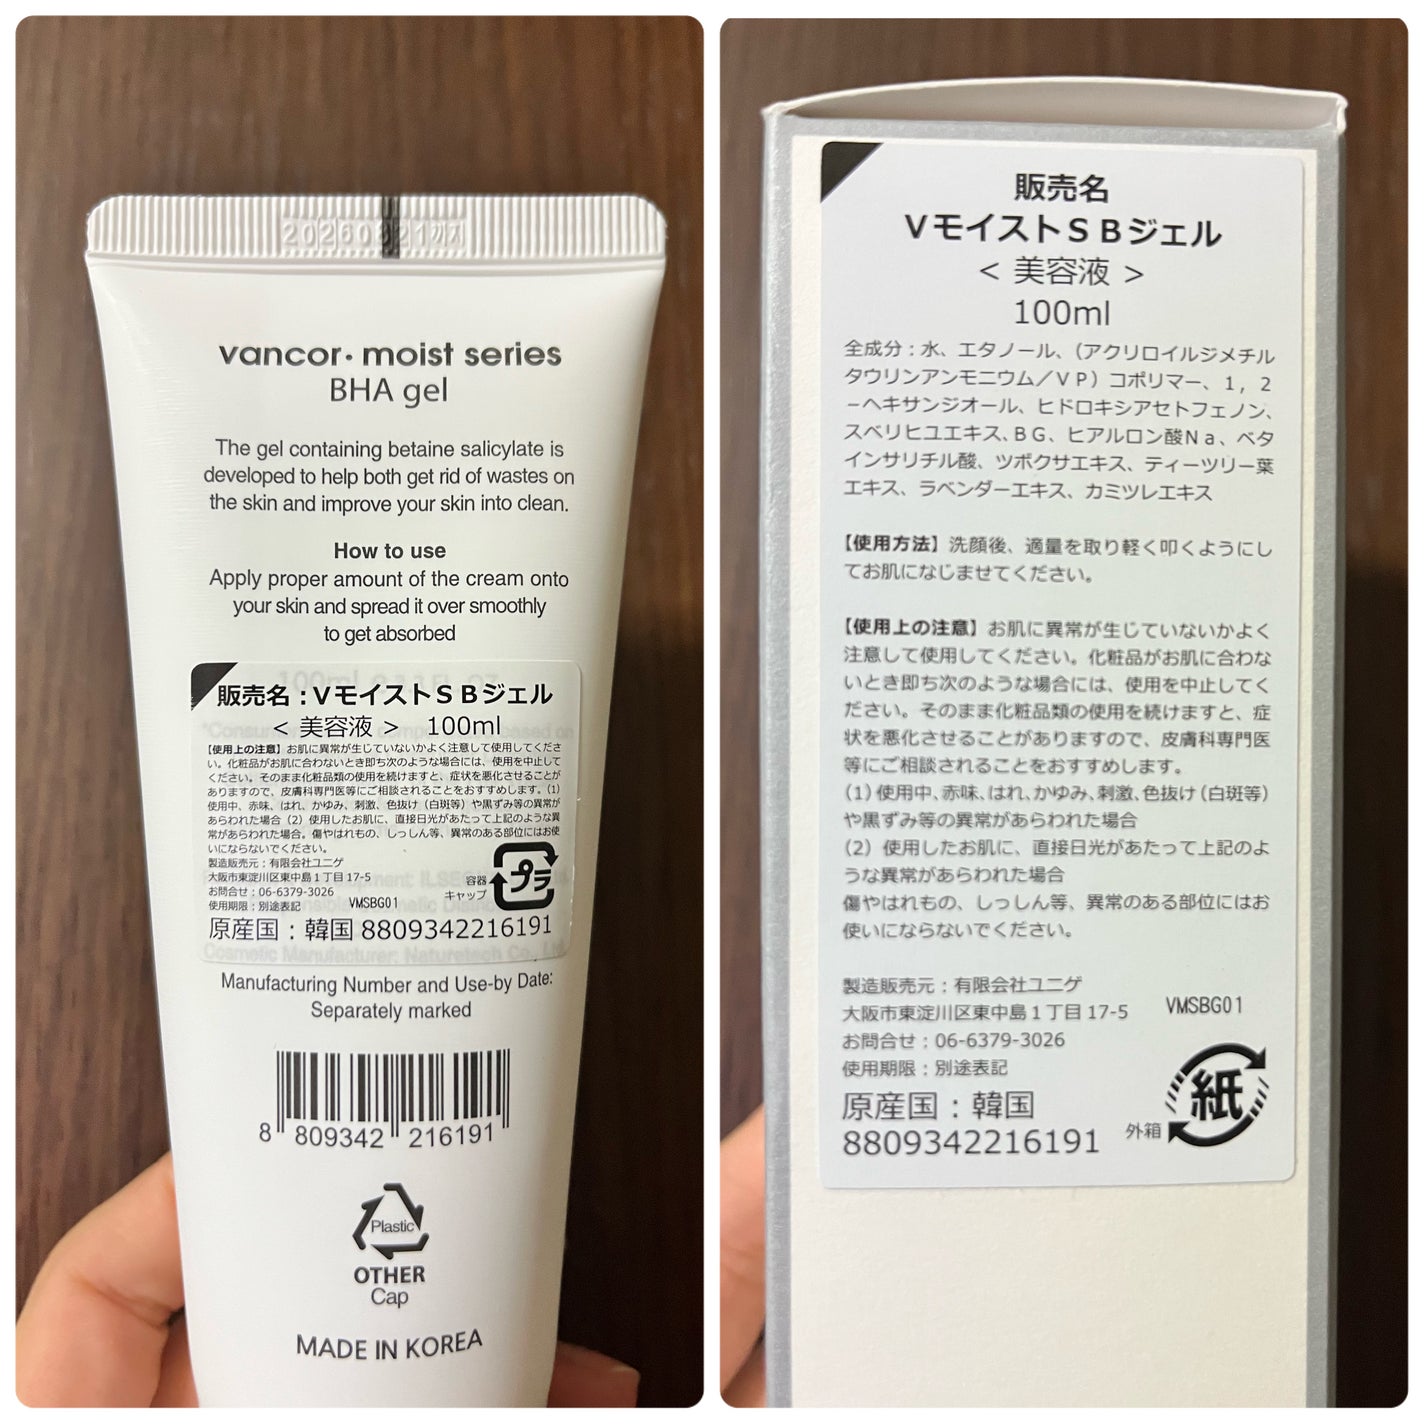 vancor· moist series
BHA gel
The gel containing betaine salicylate is
developed to help both get rid of wastes on
the skin and improve your skin into clean.
How to use
Apply proper amount of the cream onto
your skin and spread it over smoothly
to get absorbed
販売名：ＶモイストＳＢジェル
＜ 美容液 ＞ 100ml
【使用上の注意】お肌に異常が生じていないかよく注意して使用してくださ
い。化粧品がお肌に合わないとき即ち次のような場合には、使用を中止して
ください。そのまま化粧品類の使用を続けますと、症状を悪化させることが
ありますので、皮膚科専門医等にご相談されることをおすすめします。(1)
使用中、赤味、はれ、かゆみ、刺激、色抜け（白斑等）や黒ずみ等の異常が
あらわれた場合（2）使用したお肌に、直接日光があたって上記のような異
常があらわれた場合。傷やはれもの、しっしん等、異常のある部位にはお使
いにならないでください。
製造販売元：有限会社ユニゲ
大阪市東淀川区東中島１丁目 17-5
お問合せ：06-6379-3026
使用期限：別途表記 VMSBG01
容器
キャップ
プラ
原産国：韓国 8809342216191
Manufacturing Number and Use-by Date:
Separately marked
8 809342 216191
Plastic
OTHER
Cap
MADE IN KOREA
販売名
ＶモイストＳＢジェル
＜ 美容液 ＞
100ml
全成分：水、エタノール、（アクリロイルジメチル
タウリンアンモニウム／ＶＰ）コポリマー、１，２
－ヘキサンジオール、ヒドロキシアセトフェノン、
スベリヒユエキス、ＢＧ、ヒアルロン酸Ｎａ、ベタ
インサリチル酸、ツボクサエキス、ティーツリー葉
エキス、ラベンダーエキス、カミツレエキス
【使用方法】洗顔後、適量を取り軽く叩くようにし
てお肌になじませてください。
【使用上の注意】お肌に異常が生じていないかよく
注意して使用してください。化粧品がお肌に合わな
いとき即ち次のような場合には、使用を中止してく
ださい。そのまま化粧品類の使用を続けますと、症
状を悪化させることがありますので、皮膚科専門医
等にご相談されることをおすすめします。
（1）使用中、赤味、はれ、かゆみ、刺激、色抜け（白斑等）
や黒ずみ等の異常があらわれた場合
（2）使用したお肌に、直接日光があたって上記のよ
うな異常があらわれた場合
傷やはれもの、しっしん等、異常のある部位にはお
使いにならないでください。
製造販売元：有限会社ユニゲ
大阪市東淀川区東中島１丁目 17-5 VMSBG01
お問合せ：06-6379-3026
使用期限：別途表記
原産国：韓国
8809342216191
外箱
紙